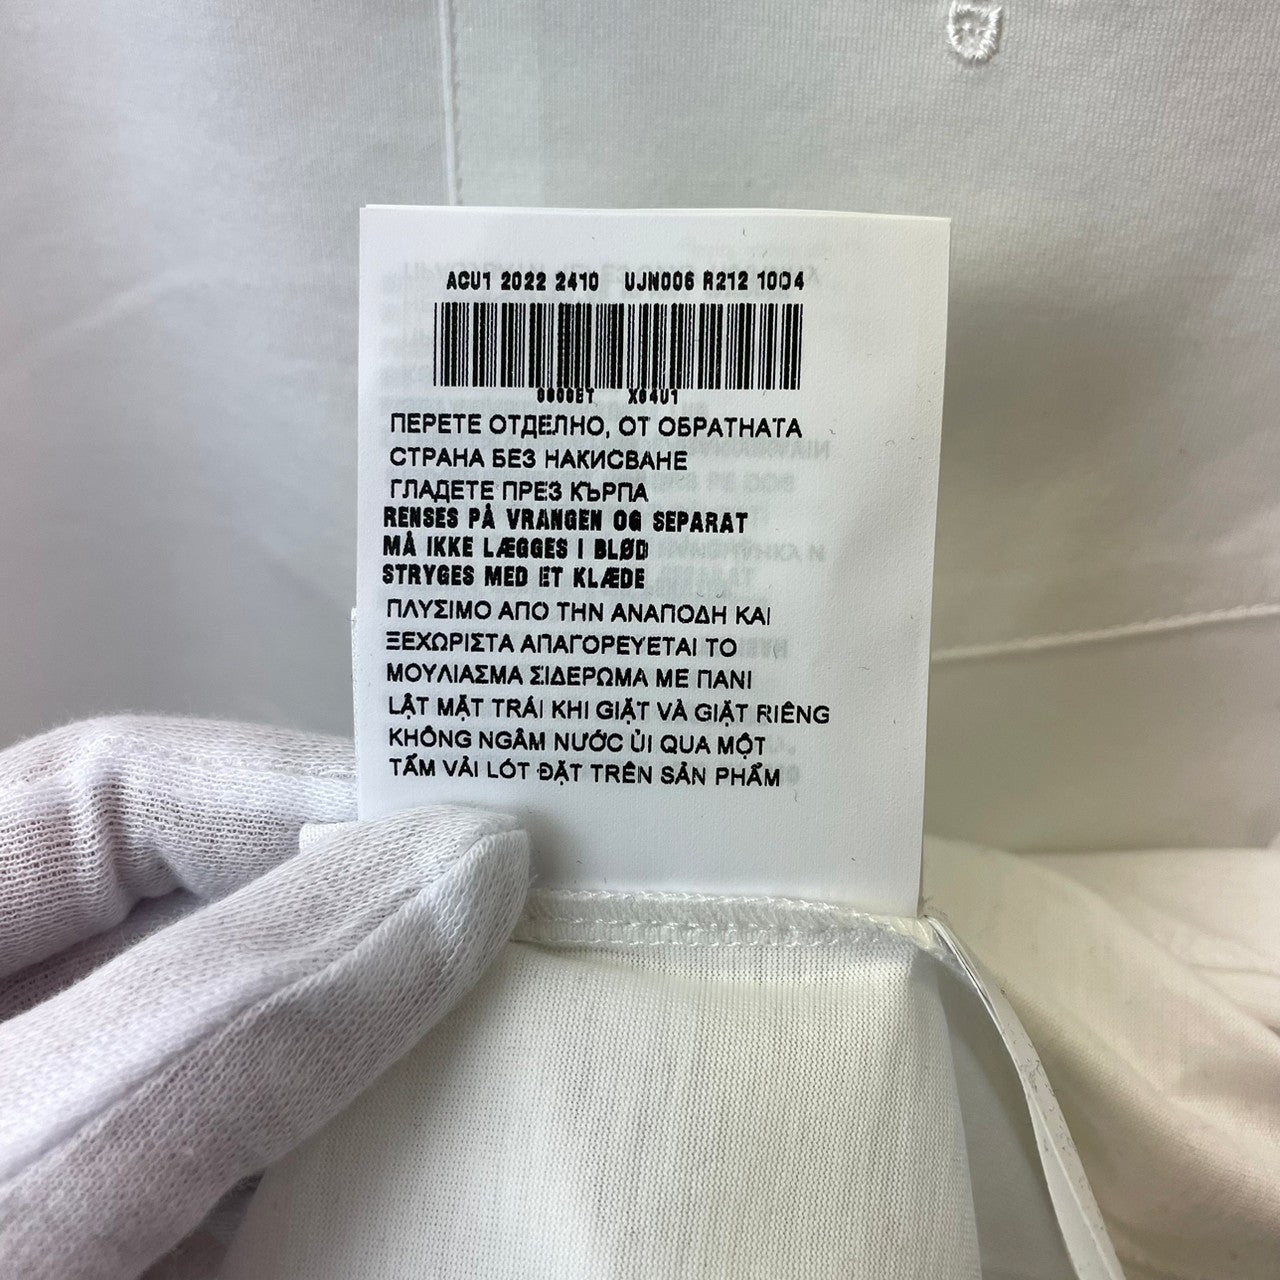 ACU1 2022 2410 UJN006 R212 1004
X64U1
ПЕРЕТЕ ОТДЕЛНО, ОТ ОБРАТНАТА
СТРАНА БЕЗ НАКИСВАНЕ
ГЛАДЕТЕ ПРЕЗ КЪРПА
RENSES PÅ VRANGEN OG SEPARAT
MÅ IKKE LÆGGES I BLØD
STRYGES MED ET KLÆDE
ΠΛΥΣΙΜΟ ΑΠΟ ΤΗΝ ΑΝΑΠΟΔΗ ΚΑΙ
ΞΕΧΩΡΙΣΤΑ ΑΠΑΓΟΡΕΥΕΤΑΙ ΤΟ
ΜΟΥΛΙΑΣΜΑ ΣΙΔΕΡΩΜΑ ΜΕ ΠΑΝΙ
LẬT MẶT TRÁI KHI GIẶT VÀ GIẶT RIÊNG
KHÔNG NGÂM NƯỚC ỦI QUA MỘT
TẤM VẢI LÓT ĐẶT TRÊN SẢN PHẨM